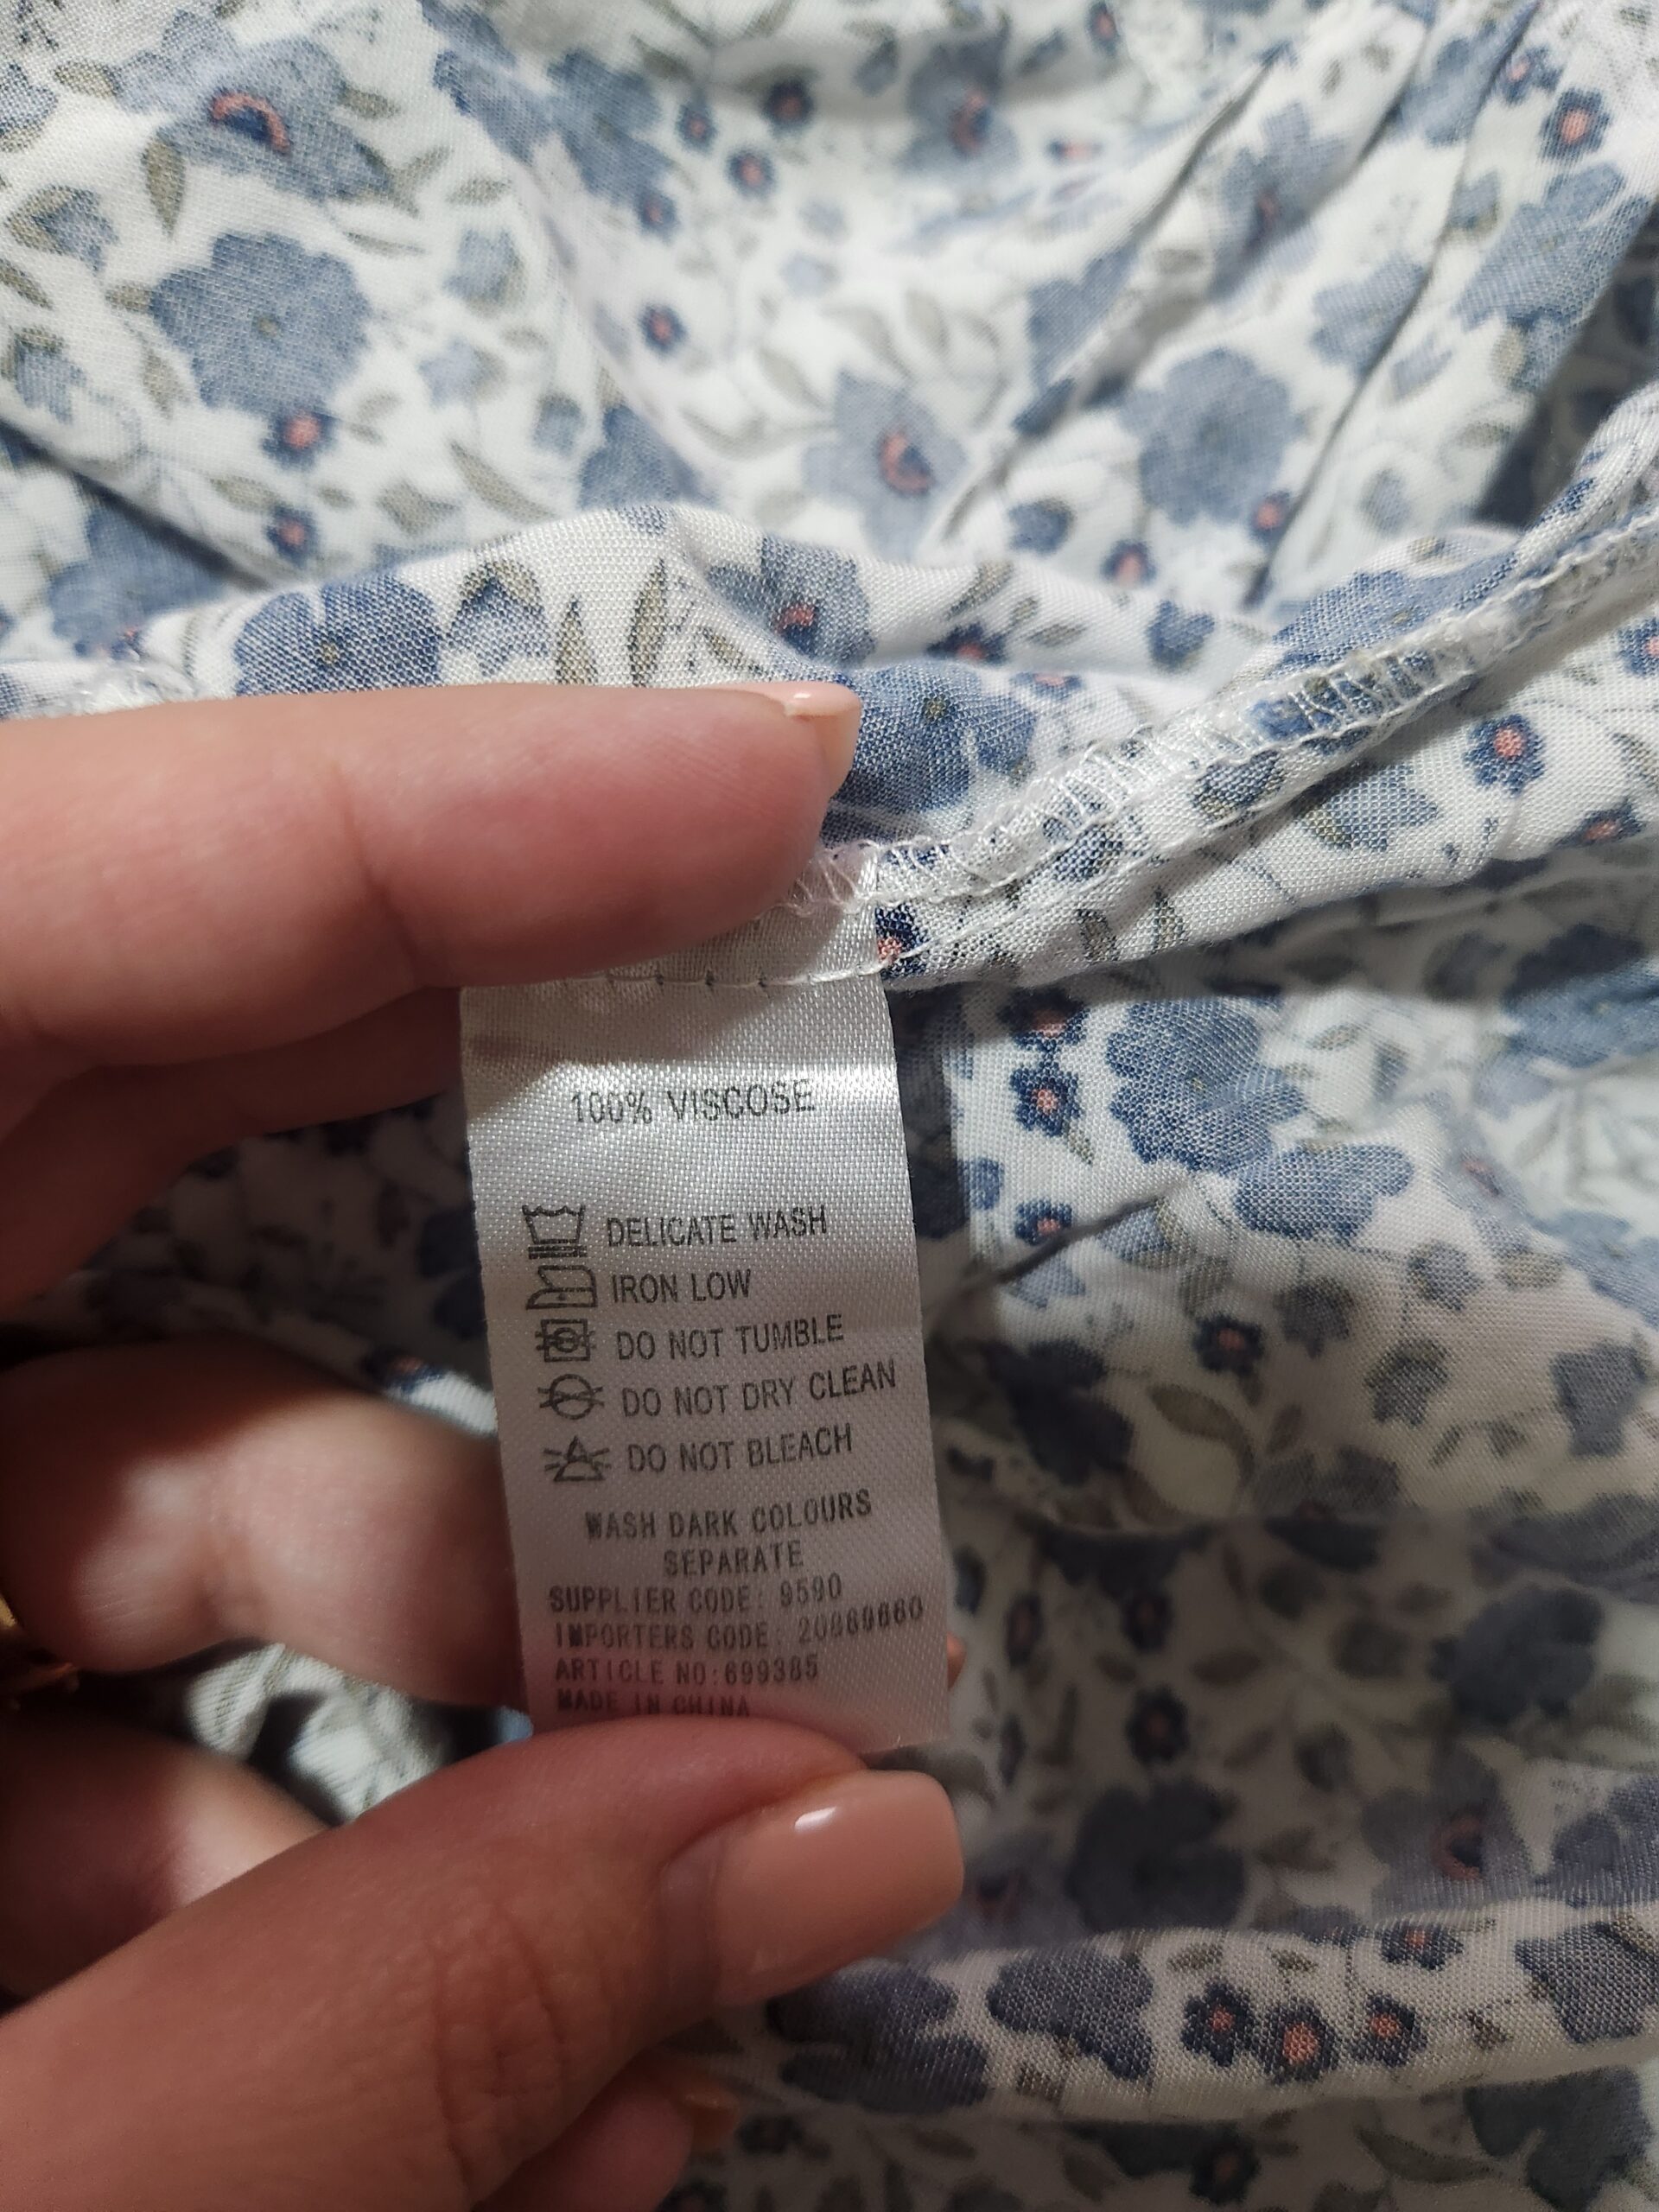 100% VISCOSE
DELICATE WASH
IRON LOW
DO NOT TUMBLE
DO NOT DRY CLEAN
DO NOT BLEACH
WASH DARK COLOURS
SEPARATE
SUPPLIER CODE: 9590
IMPORTERS CODE:
ARTICLE NO:699385
MADE IN CHINA